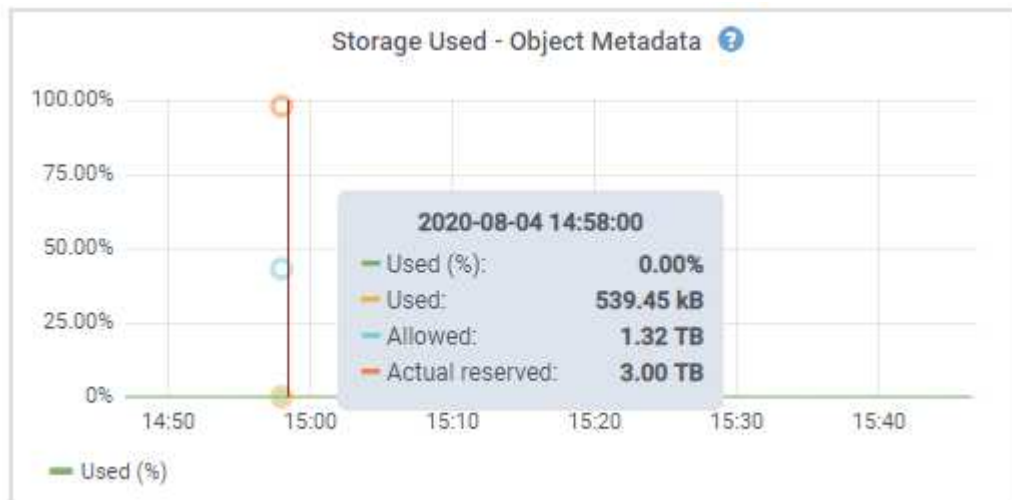 Storage Used - Object Metadata ?
100.00%
75.00%
50.00%
25.00%
0%
2020-08-04 14:58:00
Used (%): 0.00%
Used: 539.45 kB
Allowed: 1.32 TB
Actual reserved: 3.00 TB
14:50 15:00 15:10 15:20 15:30 15:40
Used (%)